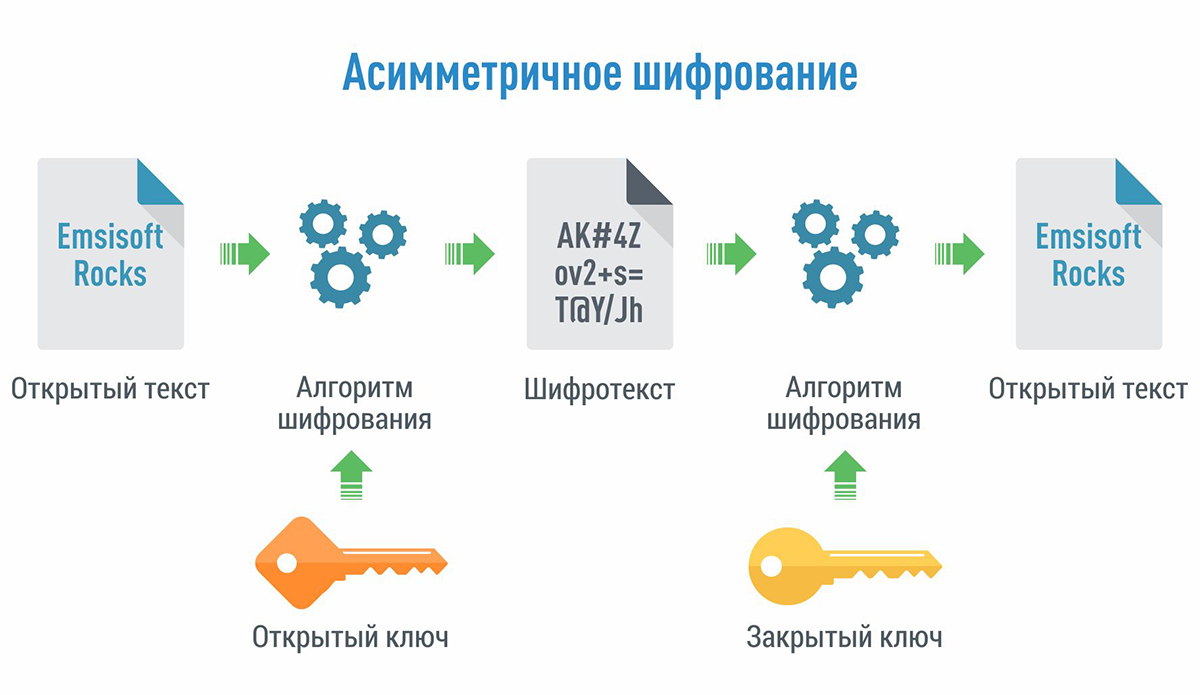 Асимметричное шифрование
Emsisoft
Rocks
AK#4Z
ov2+s=
T@Y/Jh
Emsisoft
Rocks
Открытый текст
Алгоритм
шифрования
Шифротекст
Алгоритм
шифрования
Открытый текст
Открытый ключ
Закрытый ключ